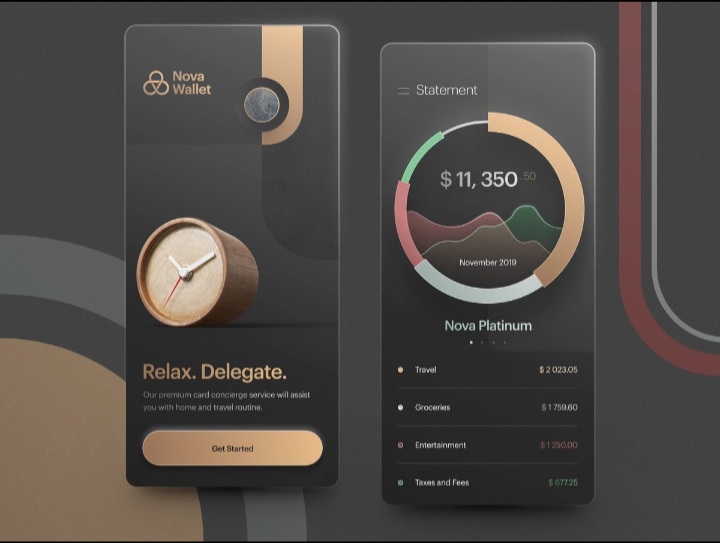 Nova
Wallet
Relax. Delegate.
Our premium card concierge service will assist
you with home and travel routine.
Get Started
Statement
$ 11, 350 .50
November 2019
Nova Platinum
Travel $ 2 023.05
Groceries $ 1 759.60
Entertainment $ 1 250.00
Taxes and Fees $ 677.25